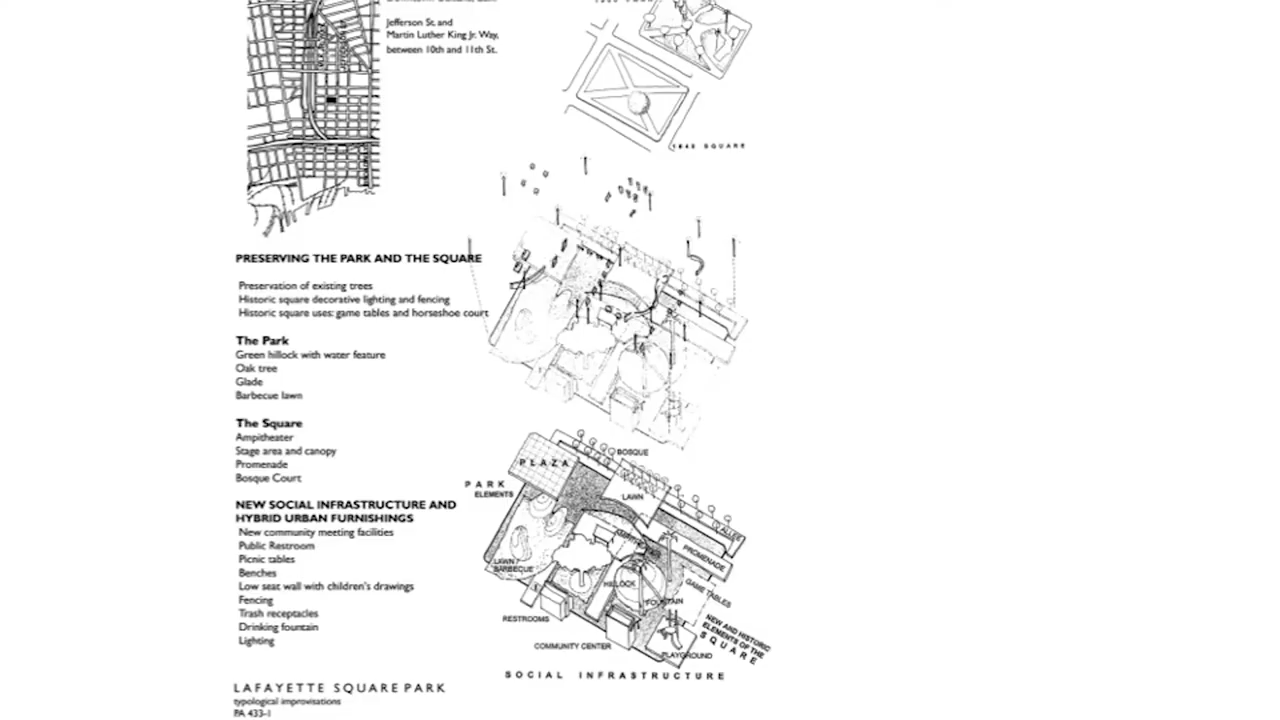 Jefferson St. and
Martin Luther King Jr. Way,
between 10th and 11th St.
SQUARE
PRESERVING THE PARK AND THE SQUARE
Preservation of existing trees
Historic square decorative lighting and fencing
Historic square uses: game tables and horseshoe court
The Park
Green hillock with water feature
Oak tree
Glade
Barbecue lawn
The Square
Ampitheater
Stage area and canopy
Promenade
Bosque Court
NEW SOCIAL INFRASTRUCTURE AND
HYBRID URBAN FURNISHINGS
New community meeting facilities
Public Restroom
Picnic tables
Benches
Low seat wall with children's drawings
Fencing
Trash receptacles
Drinking fountain
Lighting
LAFAYETTE SQUARE PARK
typological improvisations
PA 433-1
BOSQUE
PLAZA
PARK
ELEMENTS
LAWN
ALLEE
PROMENADE
LAWN /
BARBECUE
HILLOCK
GAME TABLES
FOUNTAIN
RESTROOMS
NEW AND HISTORIC
ELEMENTS OF THE
SQUARE
COMMUNITY CENTER
PLAYGROUND
SOCIAL INFRASTRUCTURE